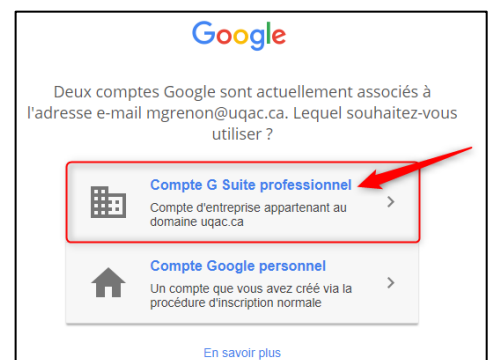 Google
Deux comptes Google sont actuellement associés à
l'adresse e-mail mgrenon@uqac.ca. Lequel souhaitez-vous
utiliser ?
Compte G Suite professionnel
Compte d'entreprise appartenant au
domaine uqac.ca
Compte Google personnel
Un compte que vous avez créé via la
procédure d'inscription normale
En savoir plus